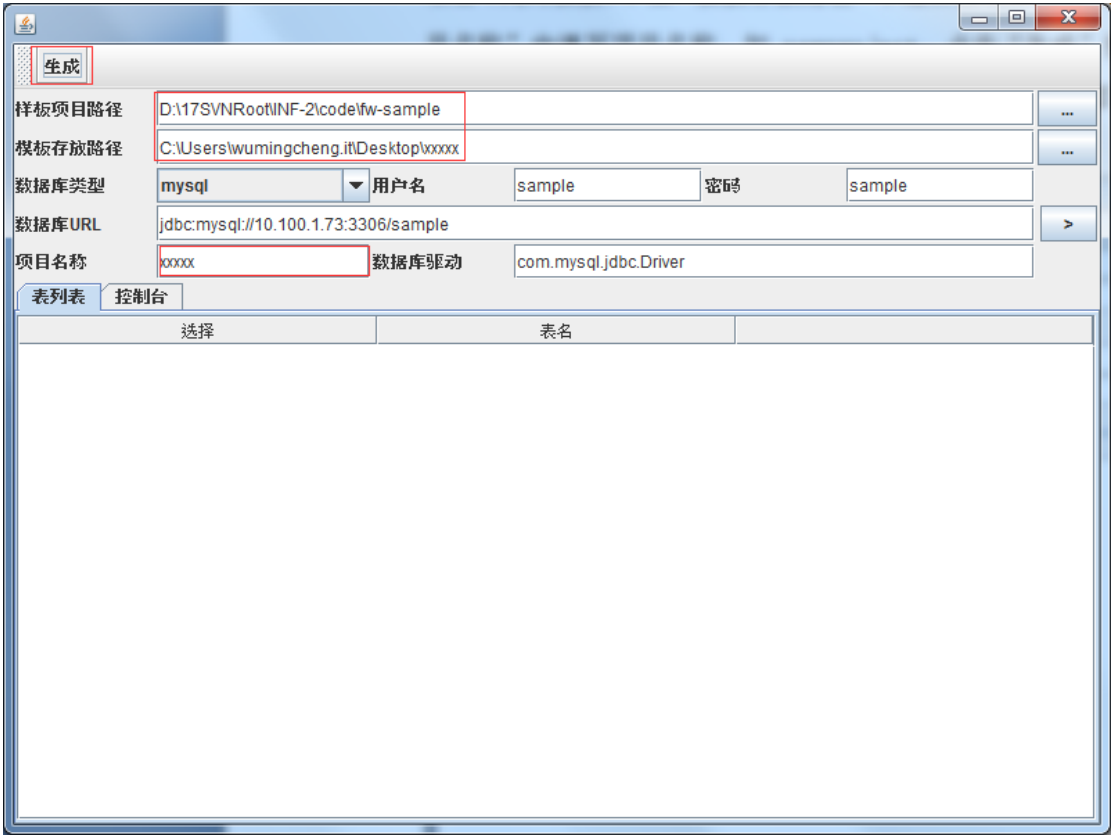 生成
样板项目路径 D:\17SVNRoot\INF-2\code\fw-sample ...
模板存放路径 C:\Users\wumingcheng.it\Desktop\xxxxx ...
数据库类型 mysql 用户名 sample 密码 sample
数据库URL jdbc:mysql://10.100.1.73:3306/sample >
项目名称 xxxxx 数据库驱动 com.mysql.jdbc.Driver
表列表 控制台
选择 表名